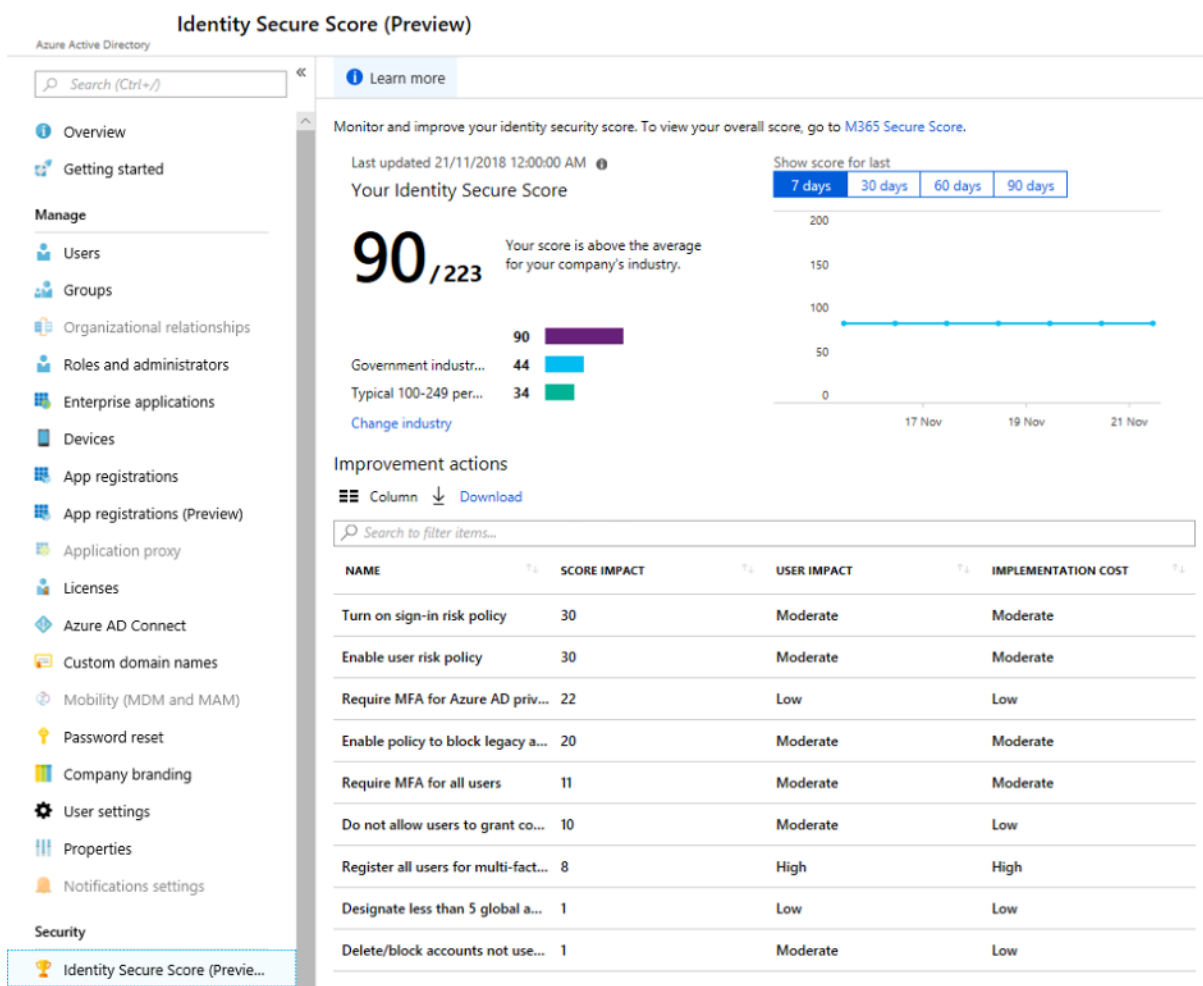 Identity Secure Score (Preview)
Azure Active Directory
Search (Ctrl+/)
«
Overview
Getting started
Manage
Users
Groups
Organizational relationships
Roles and administrators
Enterprise applications
Devices
App registrations
App registrations (Preview)
Application proxy
Licenses
Azure AD Connect
Custom domain names
Mobility (MDM and MAM)
Password reset
Company branding
User settings
Properties
Notifications settings
Security
Identity Secure Score (Previe...
Learn more
Monitor and improve your identity security score. To view your overall score, go to M365 Secure Score.
Last updated 21/11/2018 12:00:00 AM
Your Identity Secure Score
90/223
Your score is above the average
for your company's industry.
90
Government industr... 44
Typical 100-249 per... 34
Change industry
Show score for last
7 days 30 days 60 days 90 days
200
150
100
50
0
17 Nov 19 Nov 21 Nov
Improvement actions
Column Download
Search to filter items...
NAME SCORE IMPACT USER IMPACT IMPLEMENTATION COST
Turn on sign-in risk policy 30 Moderate Moderate
Enable user risk policy 30 Moderate Moderate
Require MFA for Azure AD priv... 22 Low Low
Enable policy to block legacy a... 20 Moderate Moderate
Require MFA for all users 11 Moderate Moderate
Do not allow users to grant co... 10 Moderate Low
Register all users for multi-fact... 8 High High
Designate less than 5 global a... 1 Low Low
Delete/block accounts not use... 1 Moderate Low